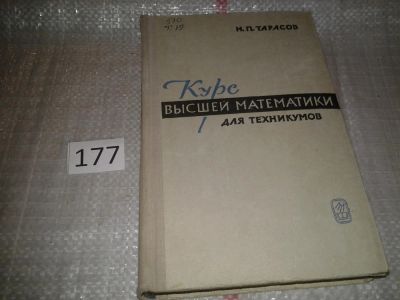 Н.П.ТАРАСОВ
Курс
ВЫСШЕЙ МАТЕМАТИКИ
ДЛЯ ТЕХНИКУМОВ
177